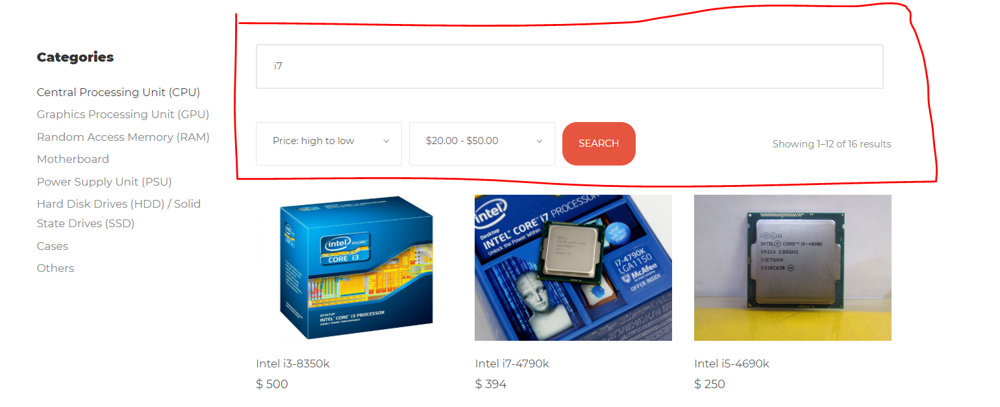 Categories
Central Processing Unit (CPU)
Graphics Processing Unit (GPU)
Random Access Memory (RAM)
Motherboard
Power Supply Unit (PSU)
Hard Disk Drives (HDD) / Solid
State Drives (SSD)
Cases
Others
i7
Price: high to low
$20.00 - $50.00
SEARCH
Showing 1–12 of 16 results
intel inside
CORE i3
DESKTOP
INTEL® CORE™ i3 PROCESSOR
VISIBLY SMART PERFORMANCE
Intel i3-8350k
$ 500
intel
Desktop
INTEL® CORE™ i7 PROCESSOR
Unlock the Power Within
i7-4790K
LGA1150
McAfee
OFFER INSIDE
Intel i7-4790k
$ 394
INTEL® CORE™ i5-4690K
SR21A 3.50GHZ
VIETNAM
X519C630
Intel i5-4690k
$ 250